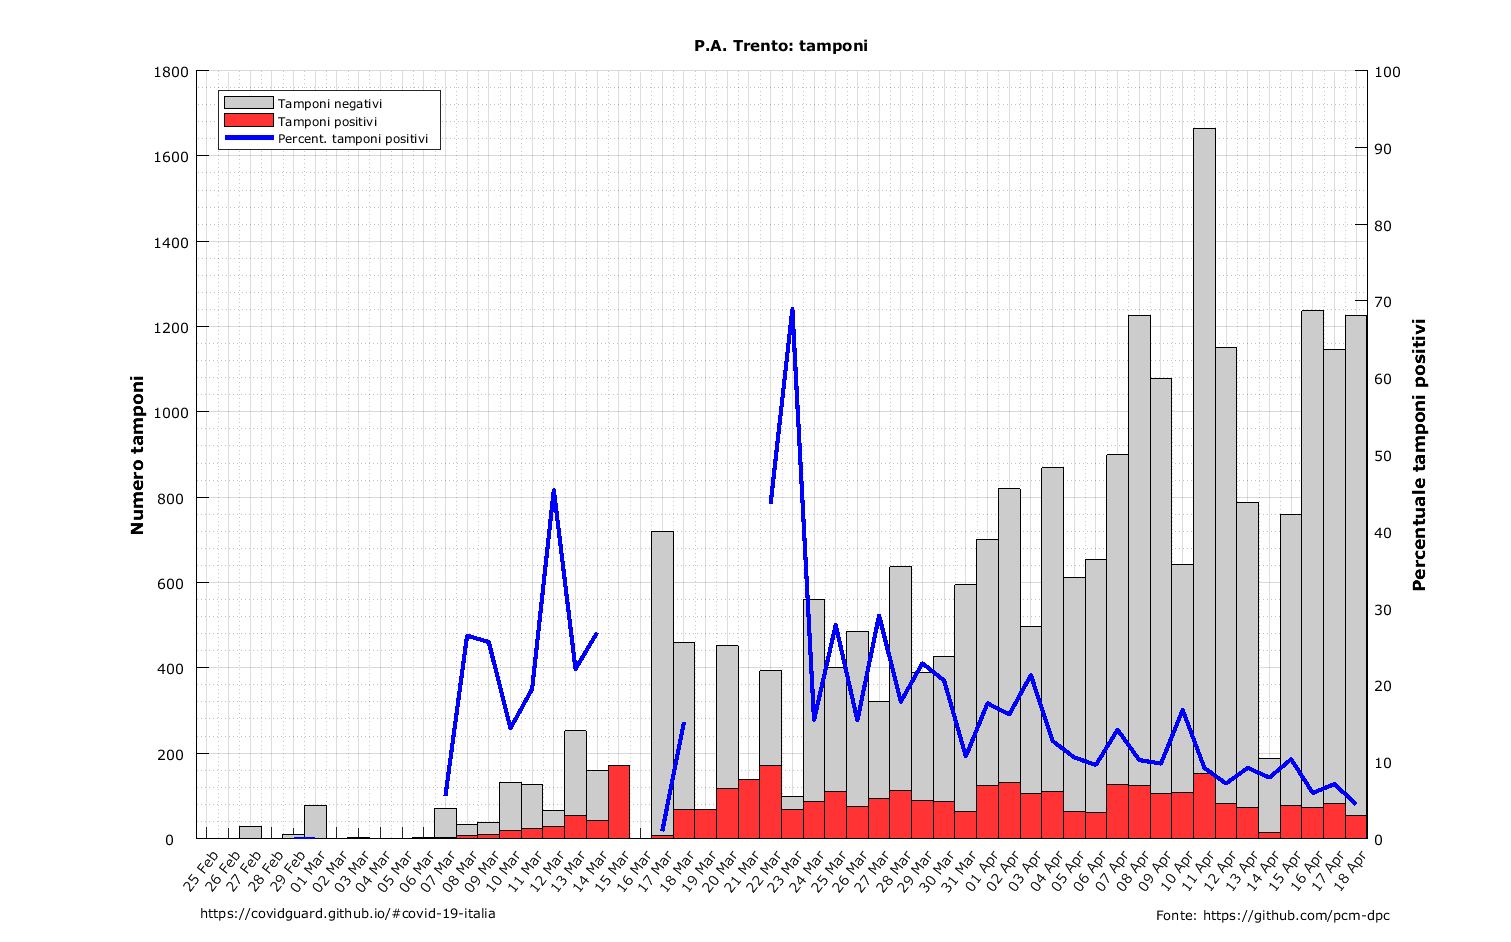 P.A. Trento: tamponi
Tamponi negativi
Tamponi positivi
Percent. tamponi positivi
Numero tamponi
1800
1600
1400
1200
1000
800
600
400
200
0
100
90
80
70
60
50
40
30
20
10
0
Percentuale tamponi positivi
25 Feb
26 Feb
27 Feb
28 Feb
29 Feb
01 Mar
02 Mar
03 Mar
04 Mar
05 Mar
06 Mar
07 Mar
08 Mar
09 Mar
10 Mar
11 Mar
12 Mar
13 Mar
14 Mar
15 Mar
16 Mar
17 Mar
18 Mar
19 Mar
20 Mar
21 Mar
22 Mar
23 Mar
24 Mar
25 Mar
26 Mar
27 Mar
28 Mar
29 Mar
30 Mar
31 Mar
01 Apr
02 Apr
03 Apr
04 Apr
05 Apr
06 Apr
07 Apr
08 Apr
09 Apr
10 Apr
11 Apr
12 Apr
13 Apr
14 Apr
15 Apr
16 Apr
17 Apr
18 Apr
https://covidguard.github.io/#covid-19-italia
Fonte: https://github.com/pcm-dpc